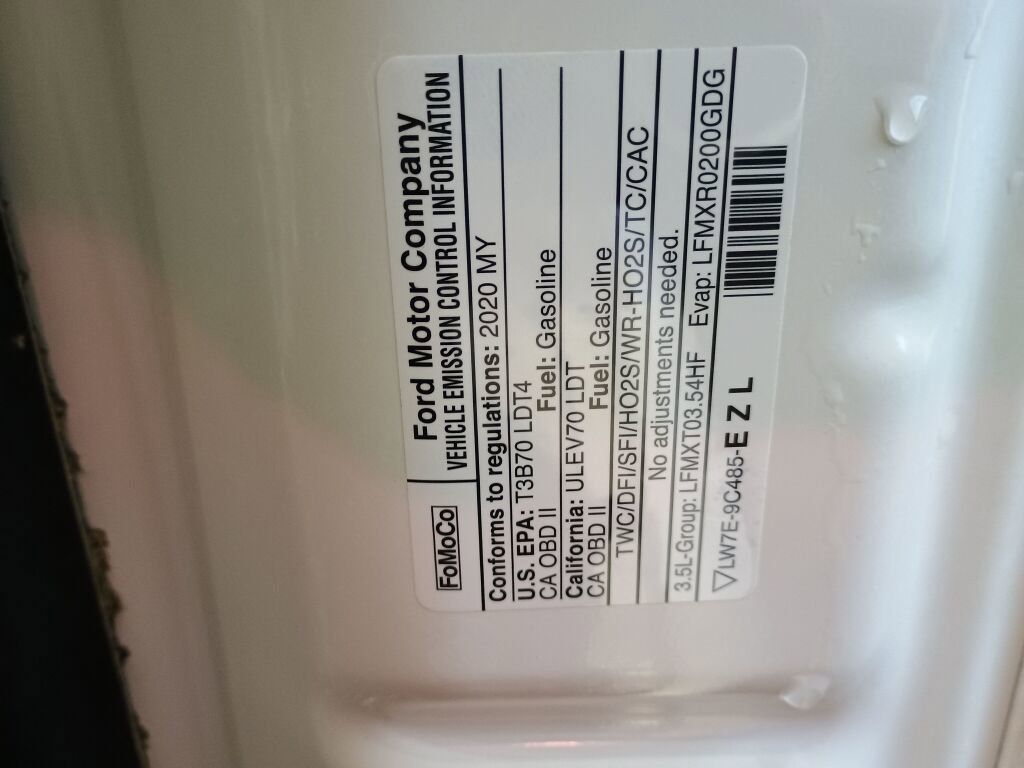 FoMoCo
Ford Motor Company
VEHICLE EMISSION CONTROL INFORMATION
Conforms to regulations: 2020 MY
U.S. EPA: T3B70 LDT4
CA OBD II Fuel: Gasoline
California: ULEV70 LDT
CA OBD II Fuel: Gasoline
TWC/DFI/SFI/HO2S/WR-HO2S/TC/CAC
No adjustments needed.
3.5L-Group: LFMXT03.54HF Evap: LFMXR0200GDG
LW7E-9C485-E Z L